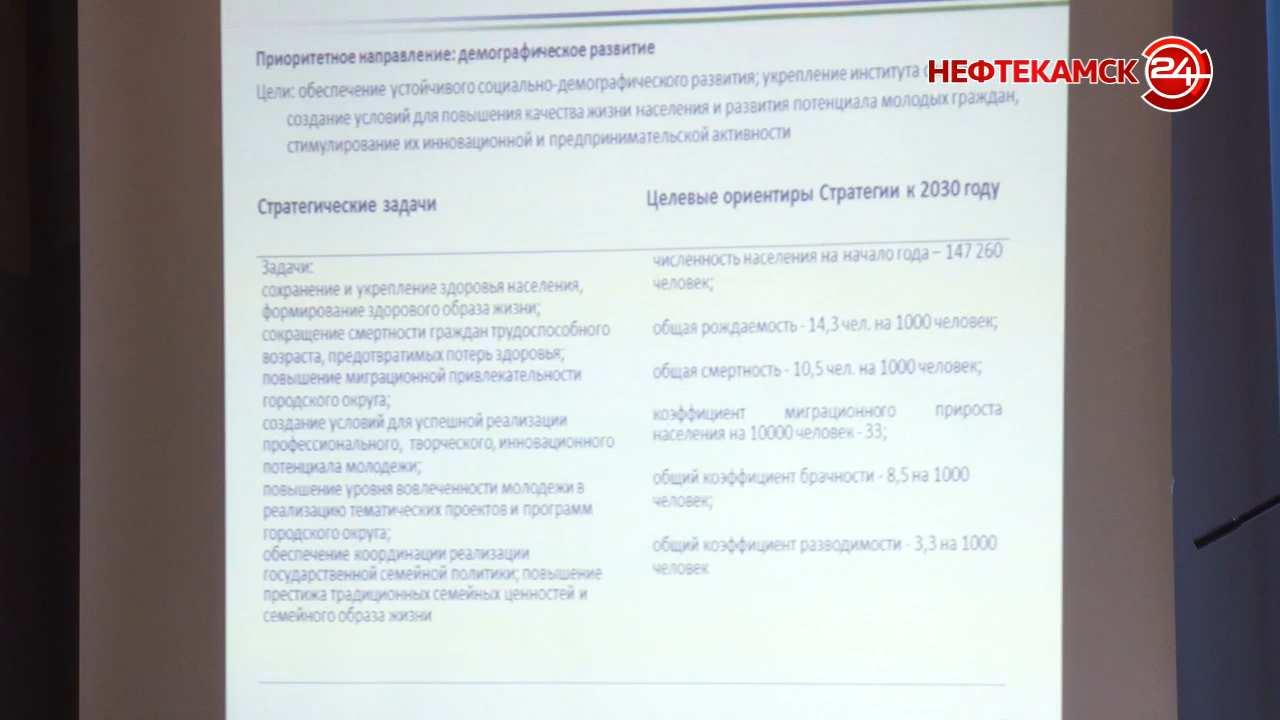 НЕФТЕКАМСК 24
Приоритетное направление: демографическое развитие
Цели: обеспечение устойчивого социально-демографического развития; укрепление института
создание условий для повышения качества жизни населения и развития потенциала молодых граждан,
стимулирование их инновационной и предпринимательской активности
Стратегические задачи
Целевые ориентиры Стратегии к 2030 году
Задачи:
сохранение и укрепление здоровья населения,
формирование здорового образа жизни;
сокращение смертности граждан трудоспособного
возраста, предотвратимых потерь здоровья;
повышение миграционной привлекательности
городского округа;
создание условий для успешной реализации
профессионального, творческого, инновационного
потенциала молодежи;
повышение уровня вовлеченности молодежи в
реализацию тематических проектов и программ
городского округа;
обеспечение координации реализации
государственной семейной политики; повышение
престижа традиционных семейных ценностей и
семейного образа жизни
численность населения на начало года – 147 260
человек;
общая рождаемость - 14,3 чел. на 1000 человек;
общая смертность - 10,5 чел. на 1000 человек;
коэффициент миграционного прироста
населения на 10000 человек - 33;
общий коэффициент брачности - 8,5 на 1000
человек;
общий коэффициент разводимости - 3,3 на 1000
человек